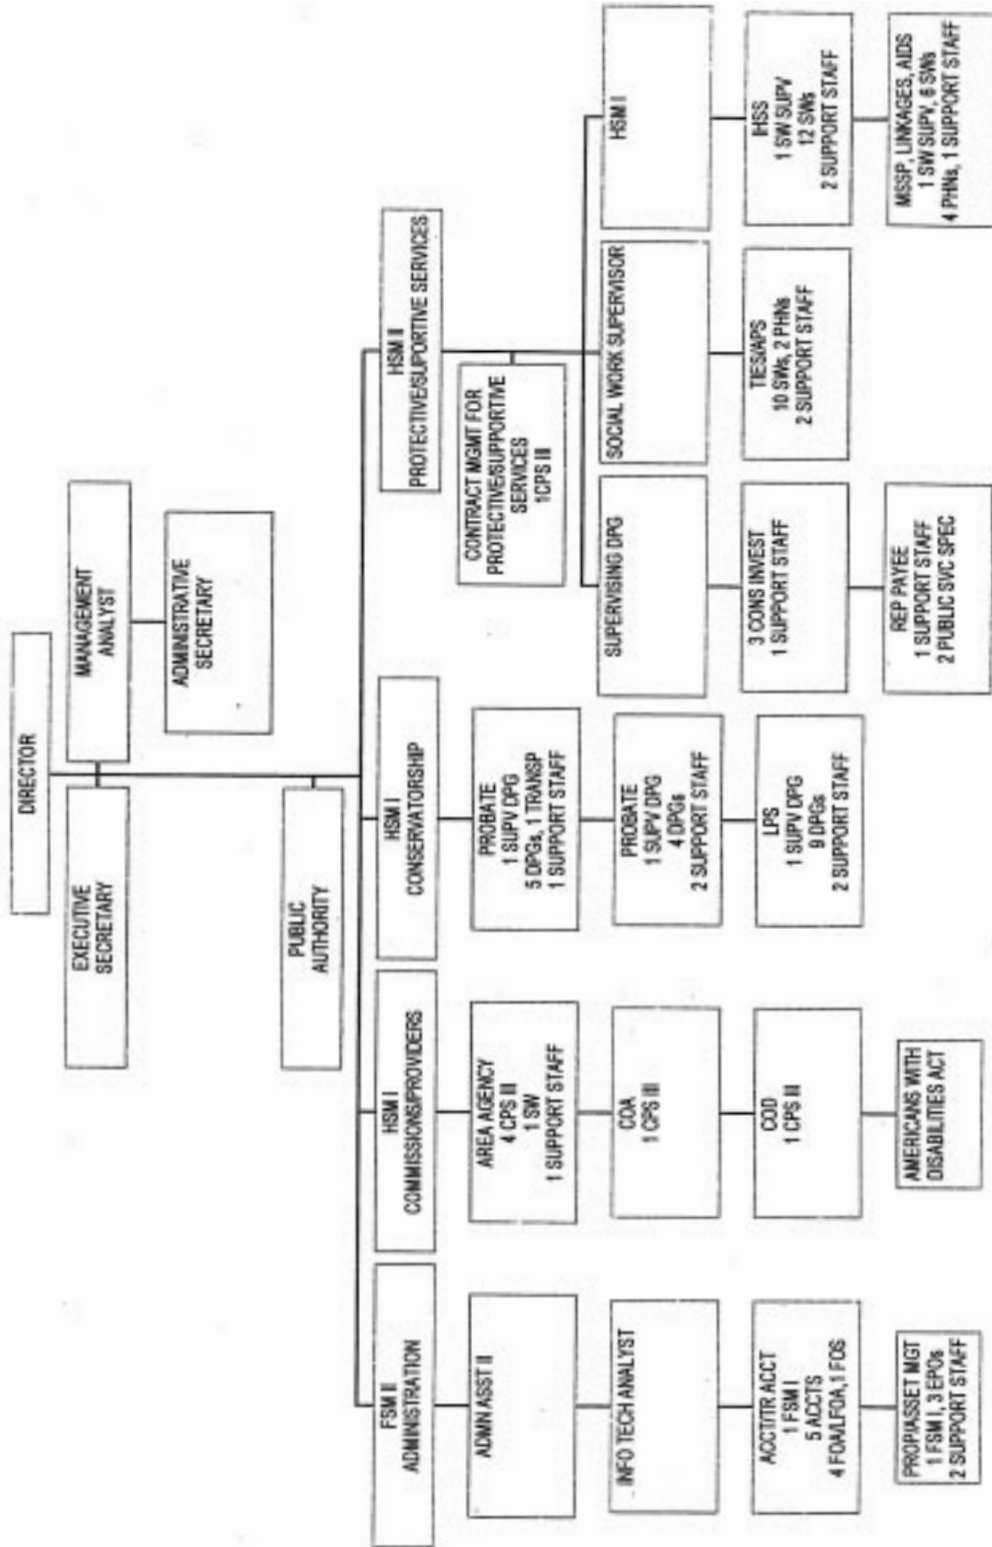 DIRECTOR
EXECUTIVE
SECRETARY
MANAGEMENT
ANALYST
ADMINISTRATIVE
SECRETARY
PUBLIC
AUTHORITY
FSM II
ADMINISTRATION
ADMN ASST II
INFO TECH ANALYST
ACCT/TR ACCT
1 FSM I
5 ACCTS
4 FOA/LFOA, 1 FOS
PROP/ASSET MGT
1 FSM I, 3 EPOs
2 SUPPORT STAFF
HSM I
COMMISSIONS/PROVIDERS
AREA AGENCY
4 CPS III
1 SW
1 SUPPORT STAFF
COA
1 CPS III
COD
1 CPS III
AMERICANS WITH
DISABILITIES ACT
HSM I
CONSERVATORSHIP
PROBATE
1 SUPV DPG
5 DPGs, 1 TRANSP
1 SUPPORT STAFF
PROBATE
1 SUPV DPG
4 DPGs
2 SUPPORT STAFF
LPS
1 SUPV DPG
9 DPGs
2 SUPPORT STAFF
HSM II
PROTECTIVE/SUPORTIVE SERVICES
CONTRACT MGMT FOR
PROTECTIVE/SUPPORTIVE
SERVICES
1CPS III
SUPERVISING DPG
3 CONS INVEST
1 SUPPORT STAFF
REP PAYEE
1 SUPPORT STAFF
2 PUBLIC SVC SPEC
SOCIAL WORK SUPERVISOR
TIES/APS
10 SWs, 2 PHNs
2 SUPPORT STAFF
HSM I
IHSS
1 SW SUPV
12 SWs
2 SUPPORT STAFF
MSSP, LINKAGES, AIDS
1 SW SUPV, 6 SWs
4 PHNs, 1 SUPPORT STAFF